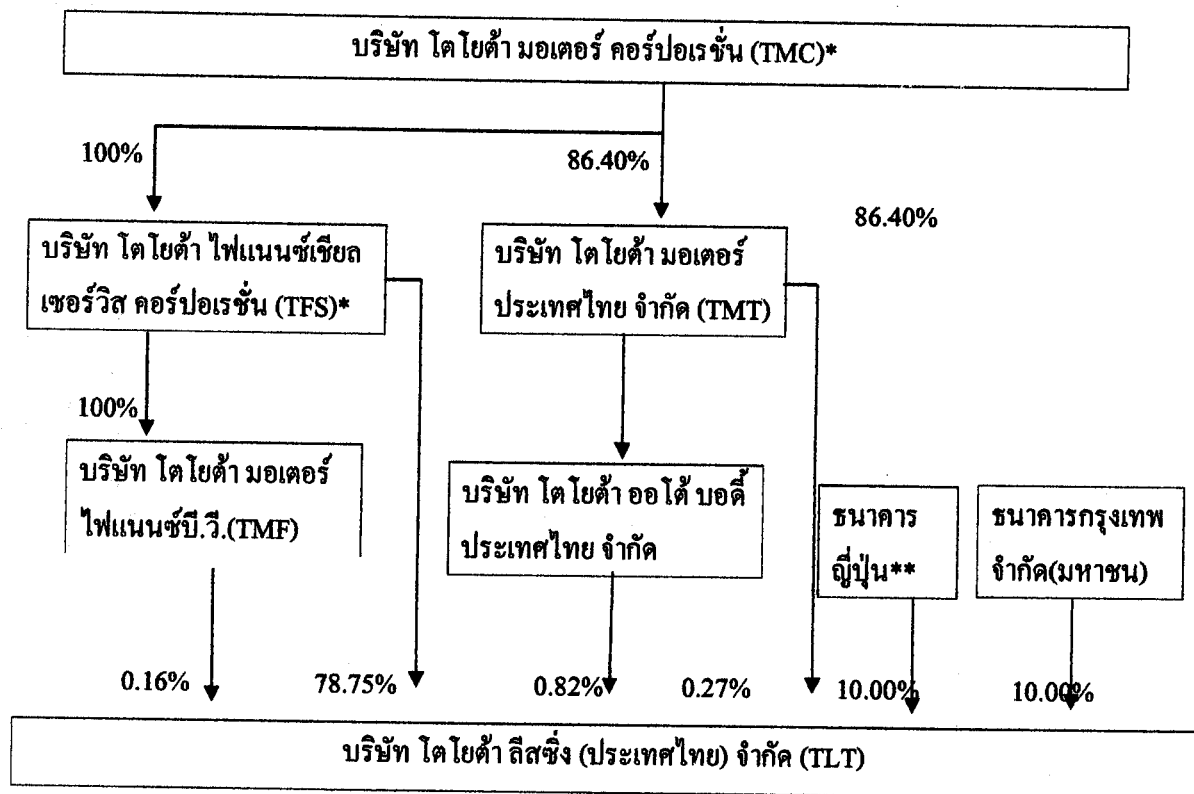 บริษัท โตโยต้า มอเตอร์ คอร์ปอเรชั่น (TMC)*
100%
86.40%
86.40%
บริษัท โตโยต้า ไฟแนนซ์เชียล
เซอร์วิส คอร์ปอเรชั่น (TFS)*
บริษัท โตโยต้า มอเตอร์
ประเทศไทย จำกัด (TMT)
100%
บริษัท โตโยต้า มอเตอร์
ไฟแนนซ์บี.วี.(TMF)
บริษัท โตโยต้า ออโต้ บอดี้
ประเทศไทย จำกัด
ธนาคาร
ญี่ปุ่น**
ธนาคารกรุงเทพ
จำกัด(มหาชน)
0.16%
78.75%
0.82%
0.27%
10.00%
10.00%
บริษัท โตโยต้า ลีสซิ่ง (ประเทศไทย) จำกัด (TLT)